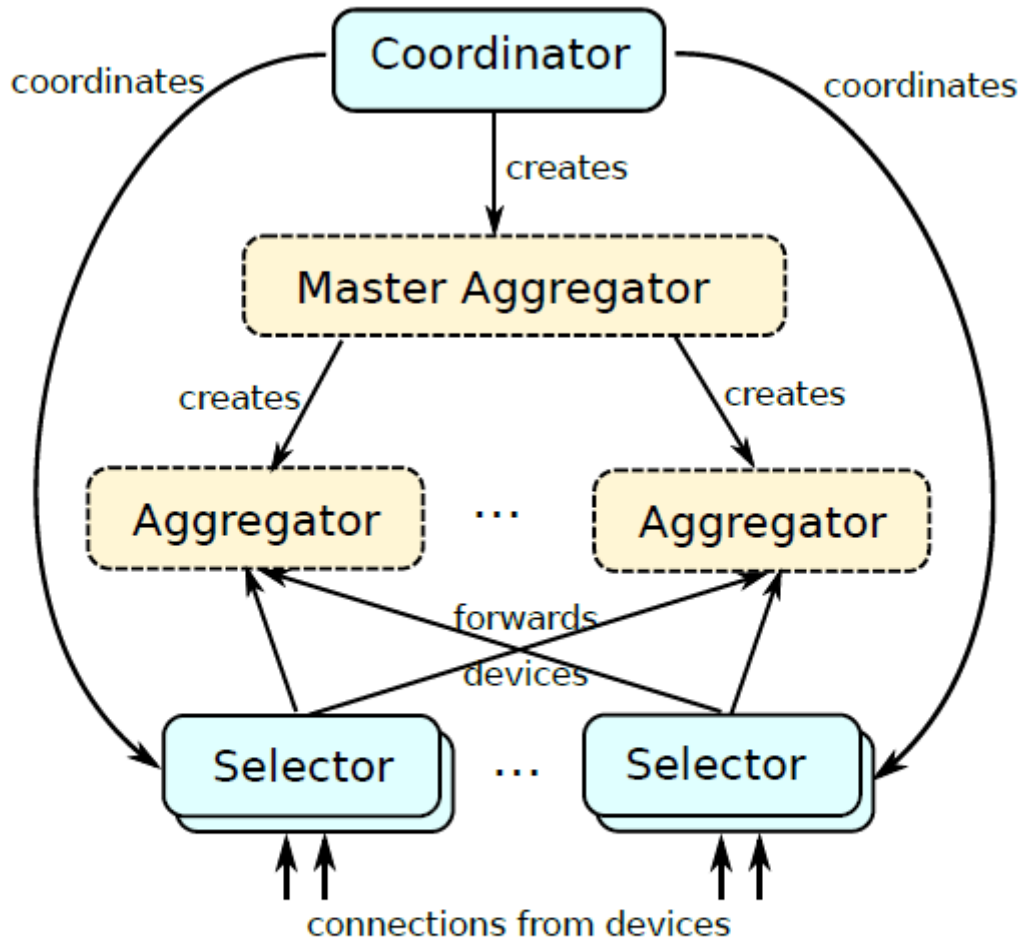 Coordinator
coordinates
coordinates
creates
Master Aggregator
creates
creates
Aggregator
...
Aggregator
forwards
devices
Selector
...
Selector
connections from devices